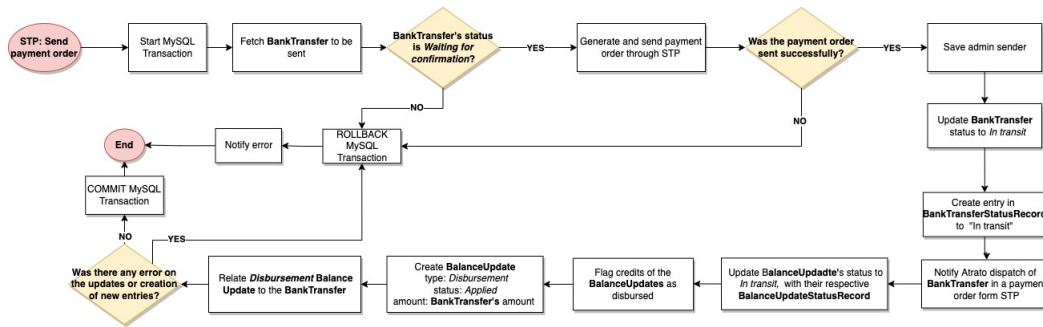 STP: Send
payment order
Start MySQL
Transaction
Fetch BankTransfer to be
sent
BankTransfer's status
is Waiting for
confirmation?
YES
Generate and send payment
order through STP
Was the payment order
sent successfully?
YES
Save admin sender
NO
NO
Update BankTransfer
status to In transit
End
Notify error
ROLLBACK
MySQL
Transaction
COMMIT MySQL
Transaction
Create entry in
BankTransferStatusRecord
to "In transit"
NO
YES
Was there any error on
the updates or creation
of new entries?
Relate Disbursement Balance
Update to the BankTransfer
Create BalanceUpdate
type: Disbursement
status: Applied
amount: BankTransfer's amount
Flag credits of the
BalanceUpdates as
disbursed
Update BalanceUpdadte's status to
In transit, with their respective
BalanceUpdateStatusRecord
Notify Atrato dispatch of
BankTransfer in a payment
order form STP